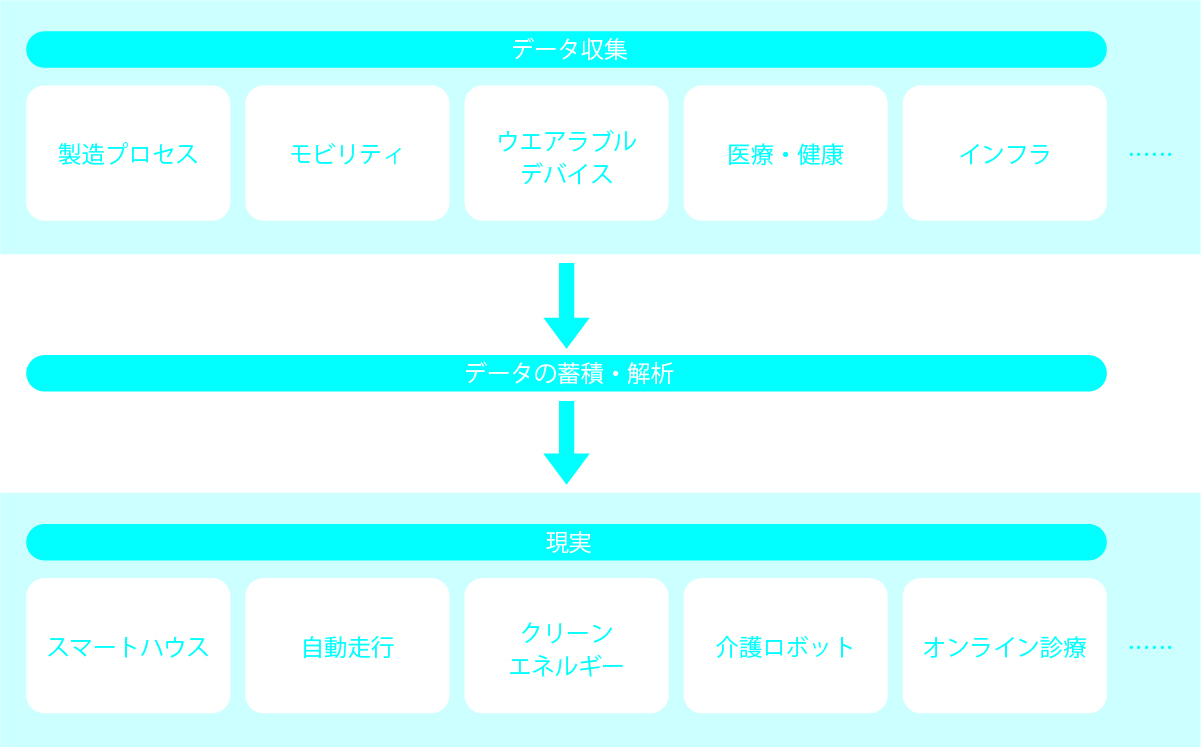 データ収集
製造プロセス
モビリティ
ウエアラブル
デバイス
医療・健康
インフラ
……
データの蓄積・解析
現実
スマートハウス
自動走行
クリーン
エネルギー
介護ロボット
オンライン診療
……